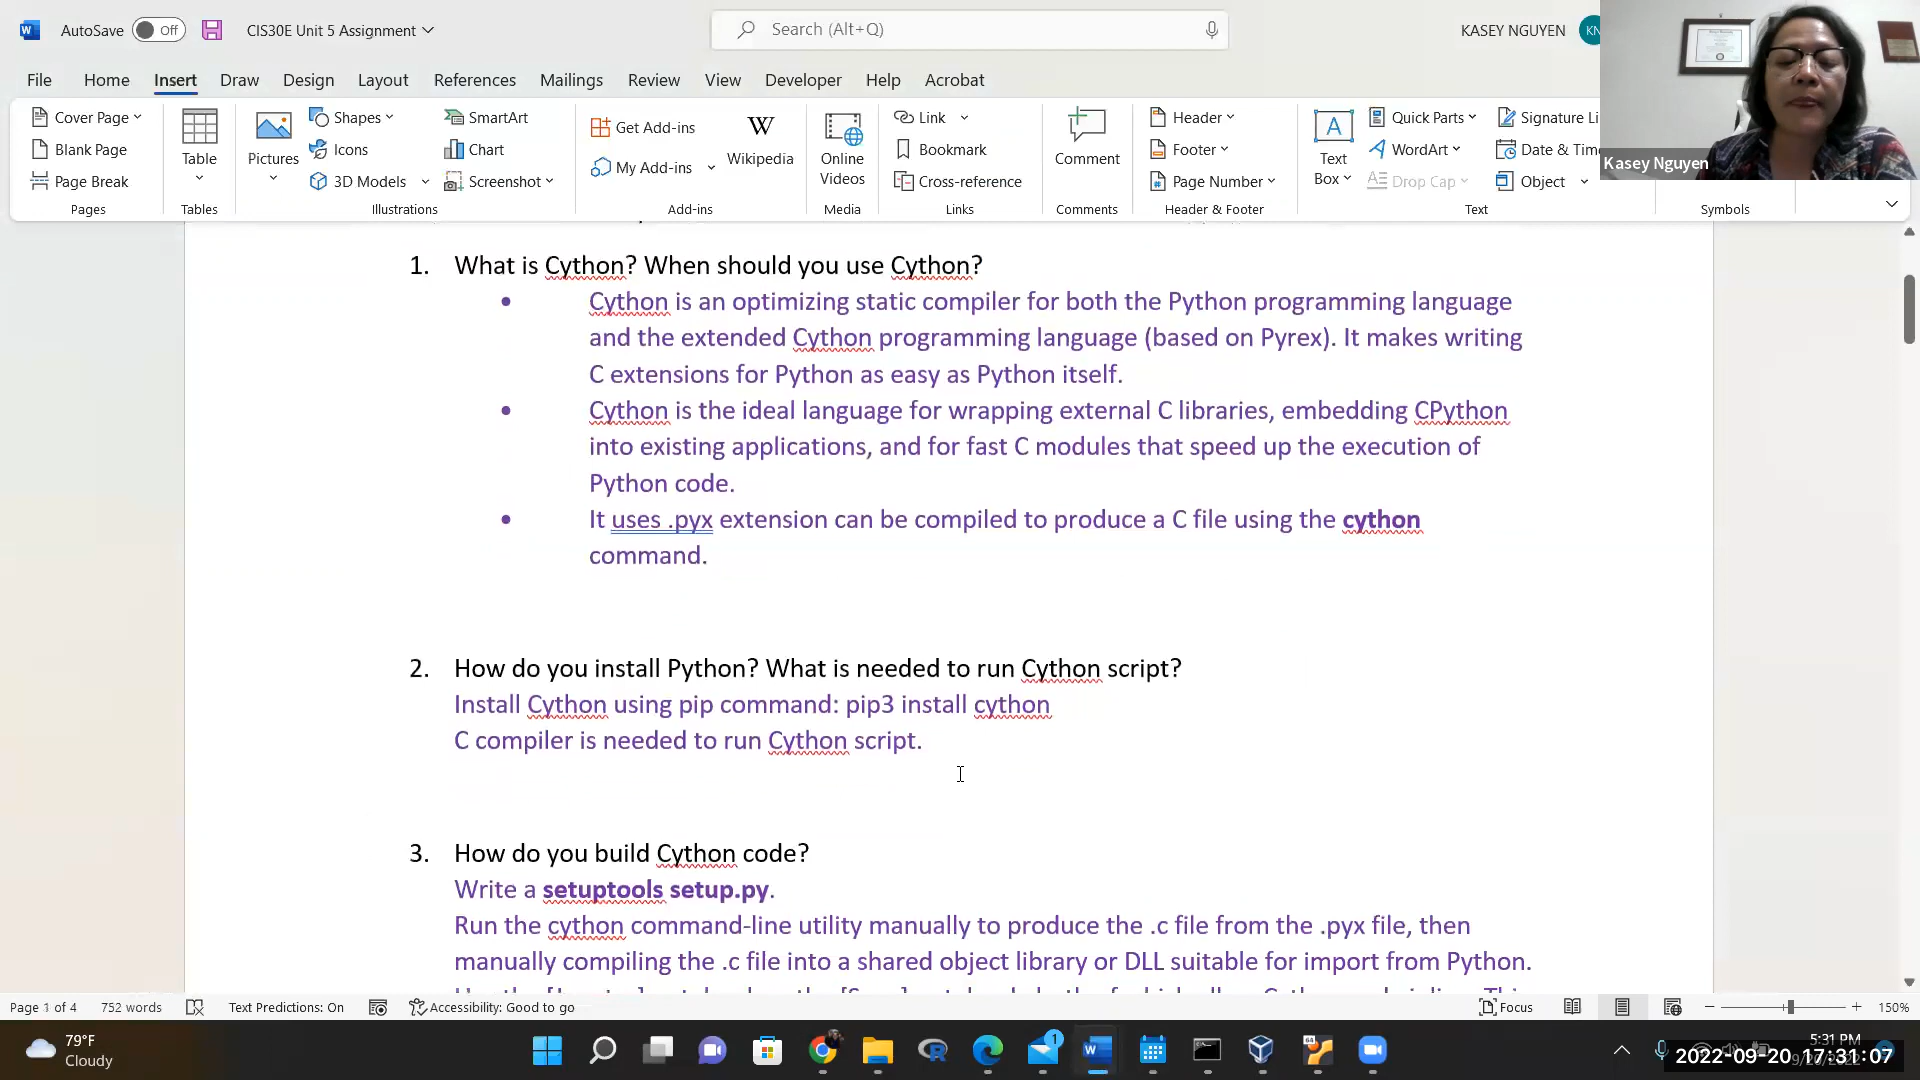 AutoSave Off CIS30E Unit 5 Assignment Search (Alt+Q) KASEY NGUYEN KN
File Home Insert Draw Design Layout References Mailings Review View Developer Help Acrobat
Cover Page
Blank Page
Page Break
Pages
Table
Tables
Pictures
Shapes
Icons
3D Models
SmartArt
Chart
Screenshot
Illustrations
Get Add-ins
My Add-ins
Wikipedia
Add-ins
Online
Videos
Media
Link
Bookmark
Cross-reference
Links
Comment
Comments
Header
Footer
Page Number
Header & Footer
Text
Box
Quick Parts
WordArt
Drop Cap
Signature Li
Date & Time
Object
Text
Symbols
Kasey Nguyen
1. What is Cython? When should you use Cython?
• Cython is an optimizing static compiler for both the Python programming language
and the extended Cython programming language (based on Pyrex). It makes writing
C extensions for Python as easy as Python itself.
• Cython is the ideal language for wrapping external C libraries, embedding CPython
into existing applications, and for fast C modules that speed up the execution of
Python code.
• It uses .pyx extension can be compiled to produce a C file using the cython
command.
2. How do you install Python? What is needed to run Cython script?
Install Cython using pip command: pip3 install cython
C compiler is needed to run Cython script.
3. How do you build Cython code?
Write a setuptools setup.py.
Run the cython command-line utility manually to produce the .c file from the .pyx file, then
manually compiling the .c file into a shared object library or DLL suitable for import from Python.
Page 1 of 4 752 words Text Predictions: On Accessibility: Good to go Focus 150%
79°F
Cloudy
5:31 PM
2022-09-20 17:31:07